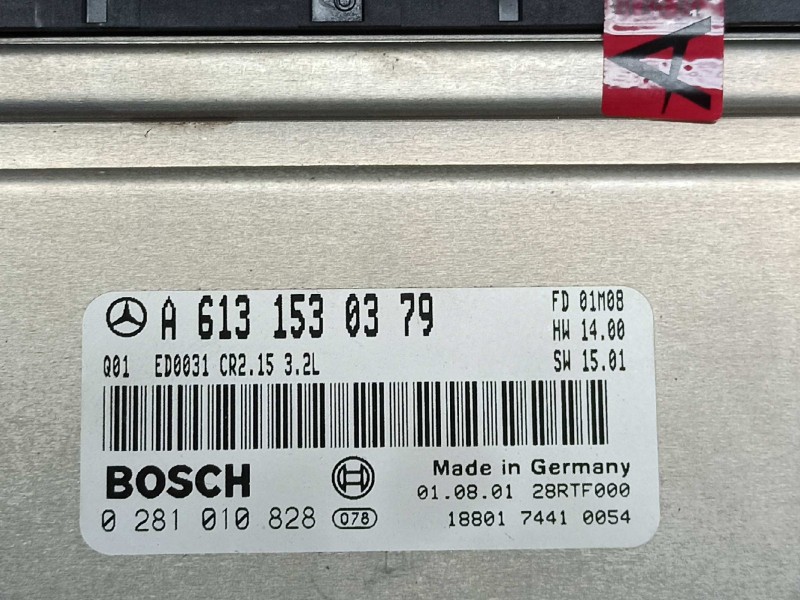 A
A 613 153 03 79
FD 01M08
HW 14.00
Q01 ED0031 CR2.15 3.2L
SW 15.01
BOSCH
Made in Germany
01.08.01 28RTF000
0 281 010 828 078
18801 7441 0054